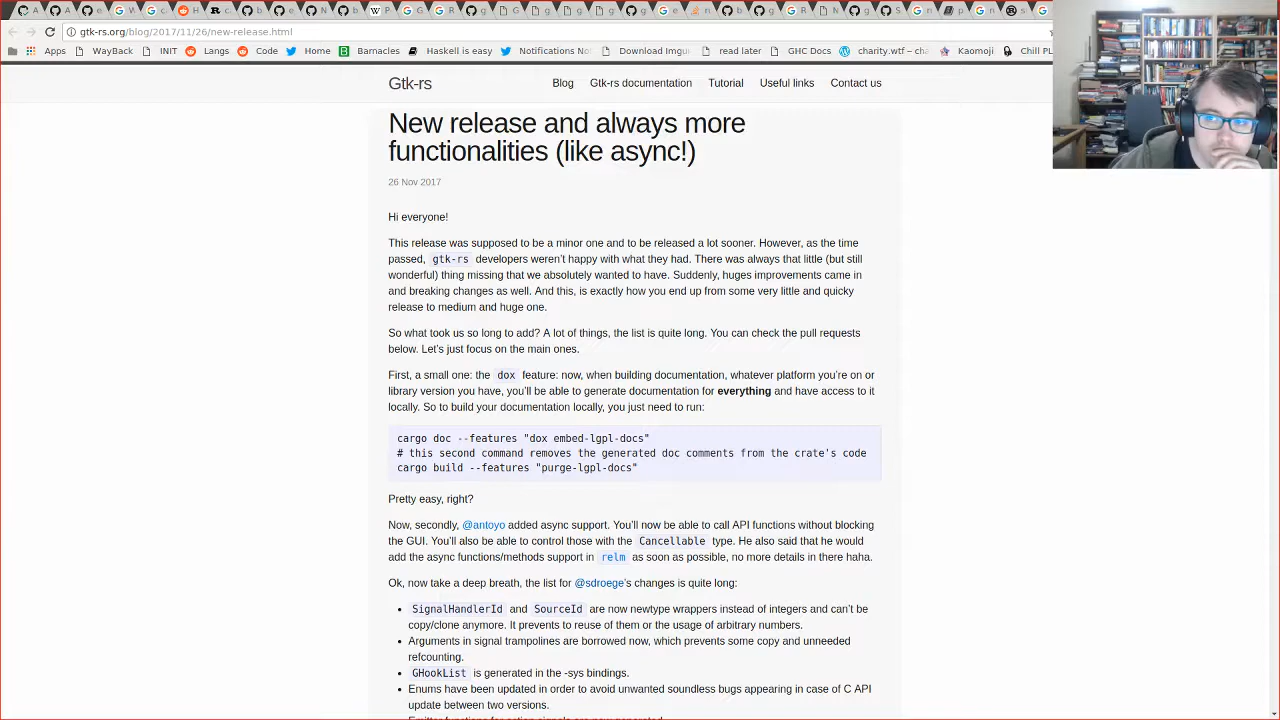 gtk-rs.org/blog/2017/11/26/new-release.html
Apps WayBack INIT Langs Code Home Barnacles Haskell is easy Notifications No Download Imgur read later GHC Docs charity.wtf – cha Kaomoji Chill PL
Gtk-rs Blog Gtk-rs documentation Tutorial Useful links Contact us
New release and always more
functionalities (like async!)
26 Nov 2017
Hi everyone!
This release was supposed to be a minor one and to be released a lot sooner. However, as the time
passed, gtk-rs developers weren't happy with what they had. There was always that little (but still
wonderful) thing missing that we absolutely wanted to have. Suddenly, huges improvements came in
and breaking changes as well. And this, is exactly how you end up from some very little and quicky
release to medium and huge one.
So what took us so long to add? A lot of things, the list is quite long. You can check the pull requests
below. Let's just focus on the main ones.
First, a small one: the dox feature: now, when building documentation, whatever platform you're on or
library version you have, you'll be able to generate documentation for everything and have access to it
locally. So to build your documentation locally, you just need to run:
cargo doc --features "dox embed-lgpl-docs"
# this second command removes the generated doc comments from the crate's code
cargo build --features "purge-lgpl-docs"
Pretty easy, right?
Now, secondly, @antoyo added async support. You'll now be able to call API functions without blocking
the GUI. You'll also be able to control those with the Cancellable type. He also said that he would
add the async functions/methods support in relm as soon as possible, no more details in there haha.
Ok, now take a deep breath, the list for @sdroege's changes is quite long:
• SignalHandlerId and SourceId are now newtype wrappers instead of integers and can't be
copy/clone anymore. It prevents to reuse of them or the usage of arbitrary numbers.
• Arguments in signal trampolines are borrowed now, which prevents some copy and unneeded
refcounting.
• GHookList is generated in the -sys bindings.
• Enums have been updated in order to avoid unwanted soundless bugs appearing in case of C API
update between two versions.
• Emitter functions for action signals are now generated